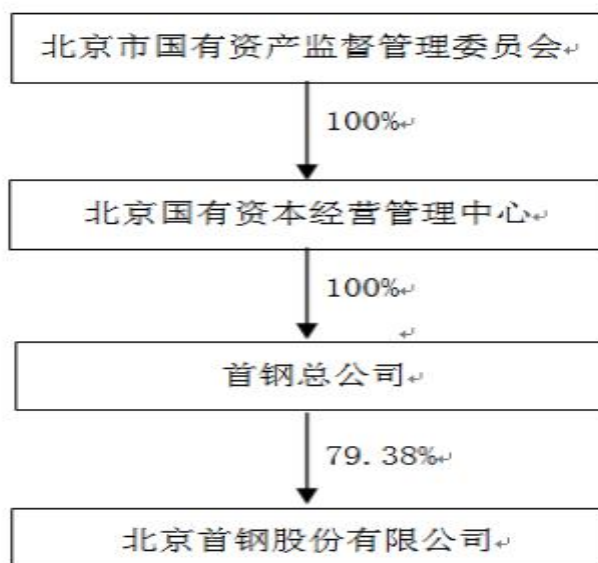 北京市国有资产监督管理委员会
100%
北京国有资本经营管理中心
100%
首钢总公司
79.38%
北京首钢股份有限公司